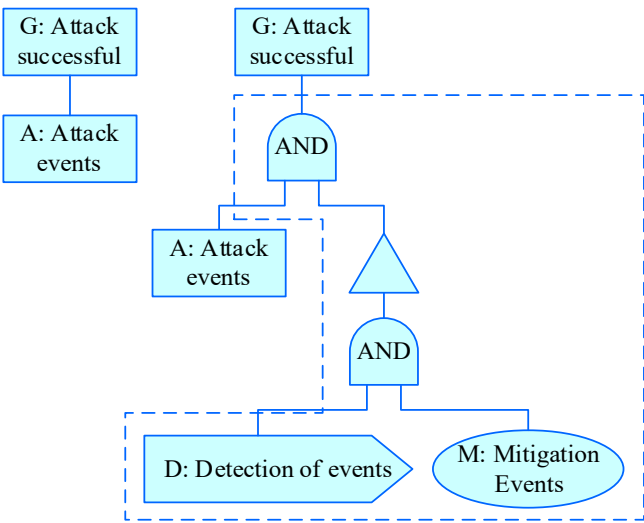 G: Attack
successful
A: Attack
events
G: Attack
successful
AND
A: Attack
events
AND
D: Detection of events
M: Mitigation
Events